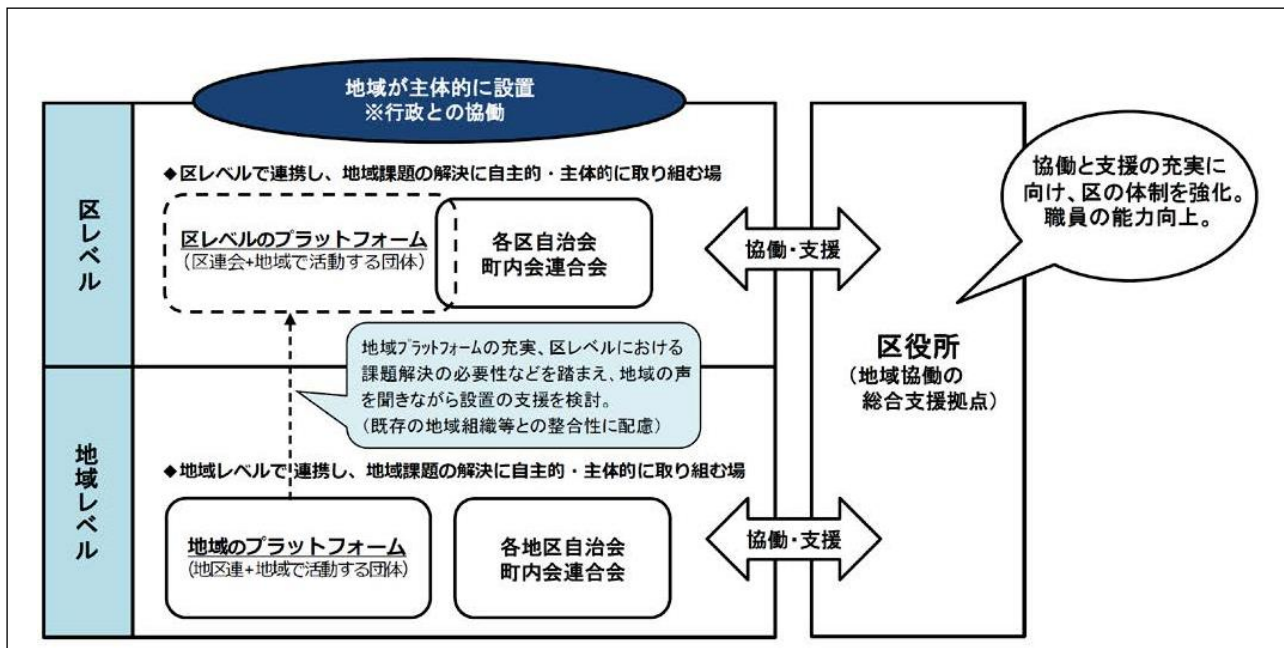 地域が主体的に設置
※行政との協働
区レベル
◆区レベルで連携し、地域課題の解決に自主的・主体的に取り組む場
区レベルのプラットフォーム
（区連会+地域で活動する団体）
各区自治会
町内会連合会
協働・支援
協働と支援の充実に
向け、区の体制を強化。
職員の能力向上。
地域プラットフォームの充実、区レベルにおける
課題解決の必要性などを踏まえ、地域の声
を聞きながら設置の支援を検討。
（既存の地域組織等との整合性に配慮）
区役所
（地域協働の
総合支援拠点）
地域レベル
◆地域レベルで連携し、地域課題の解決に自主的・主体的に取り組む場
地域のプラットフォーム
（地区連+地域で活動する団体）
各地区自治会
町内会連合会
協働・支援